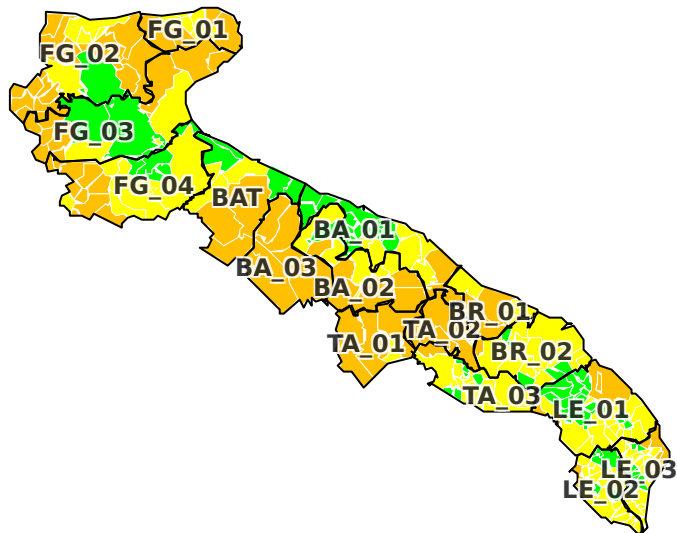 FG_01
FG_02
FG_03
FG_04
BAT
BA_01
BA_03
BA_02
BR_01
TA_02
TA_01
BR_02
TA_03
LE_01
LE_03
LE_02